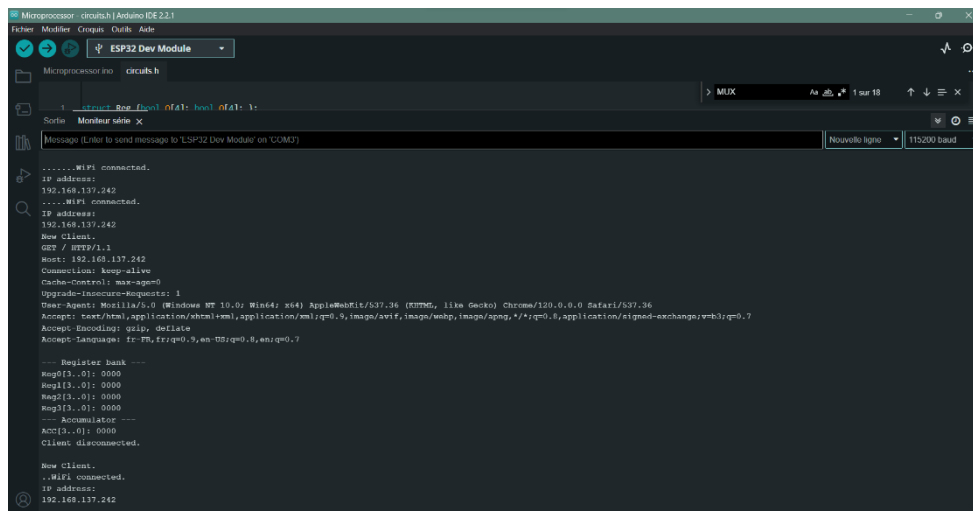 Microprocessor - circuits.h | Arduino IDE 2.2.1
Fichier Modifier Croquis Outils Aide
ESP32 Dev Module
Microprocessor.ino circuits.h
MUX Aa ab 1 sur 18
1 struct Reg {bool Q[4]; bool Q[4]; };
Sortie Moniteur série
Message (Enter to send message to 'ESP32 Dev Module' on 'COM3') Nouvelle ligne 115200 baud
.......WiFi connected.
IP address:
192.168.137.242
.....WiFi connected.
IP address:
192.168.137.242
New Client.
GET / HTTP/1.1
Host: 192.168.137.242
Connection: keep-alive
Cache-Control: max-age=0
Upgrade-Insecure-Requests: 1
User-Agent: Mozilla/5.0 (Windows NT 10.0; Win64; x64) AppleWebKit/537.36 (KHTML, like Gecko) Chrome/120.0.0.0 Safari/537.36
Accept: text/html,application/xhtml+xml,application/xml;q=0.9,image/avif,image/webp,image/apng,*/*;q=0.8,application/signed-exchange;v=b3;q=0.7
Accept-Encoding: gzip, deflate
Accept-Language: fr-FR,fr;q=0.9,en-US;q=0.8,en;q=0.7
--- Register bank ---
Reg0[3..0]: 0000
Reg1[3..0]: 0000
Reg2[3..0]: 0000
Reg3[3..0]: 0000
--- Accumulator ---
ACC[3..0]: 0000
Client disconnected.
New Client.
..WiFi connected.
IP address:
192.168.137.242